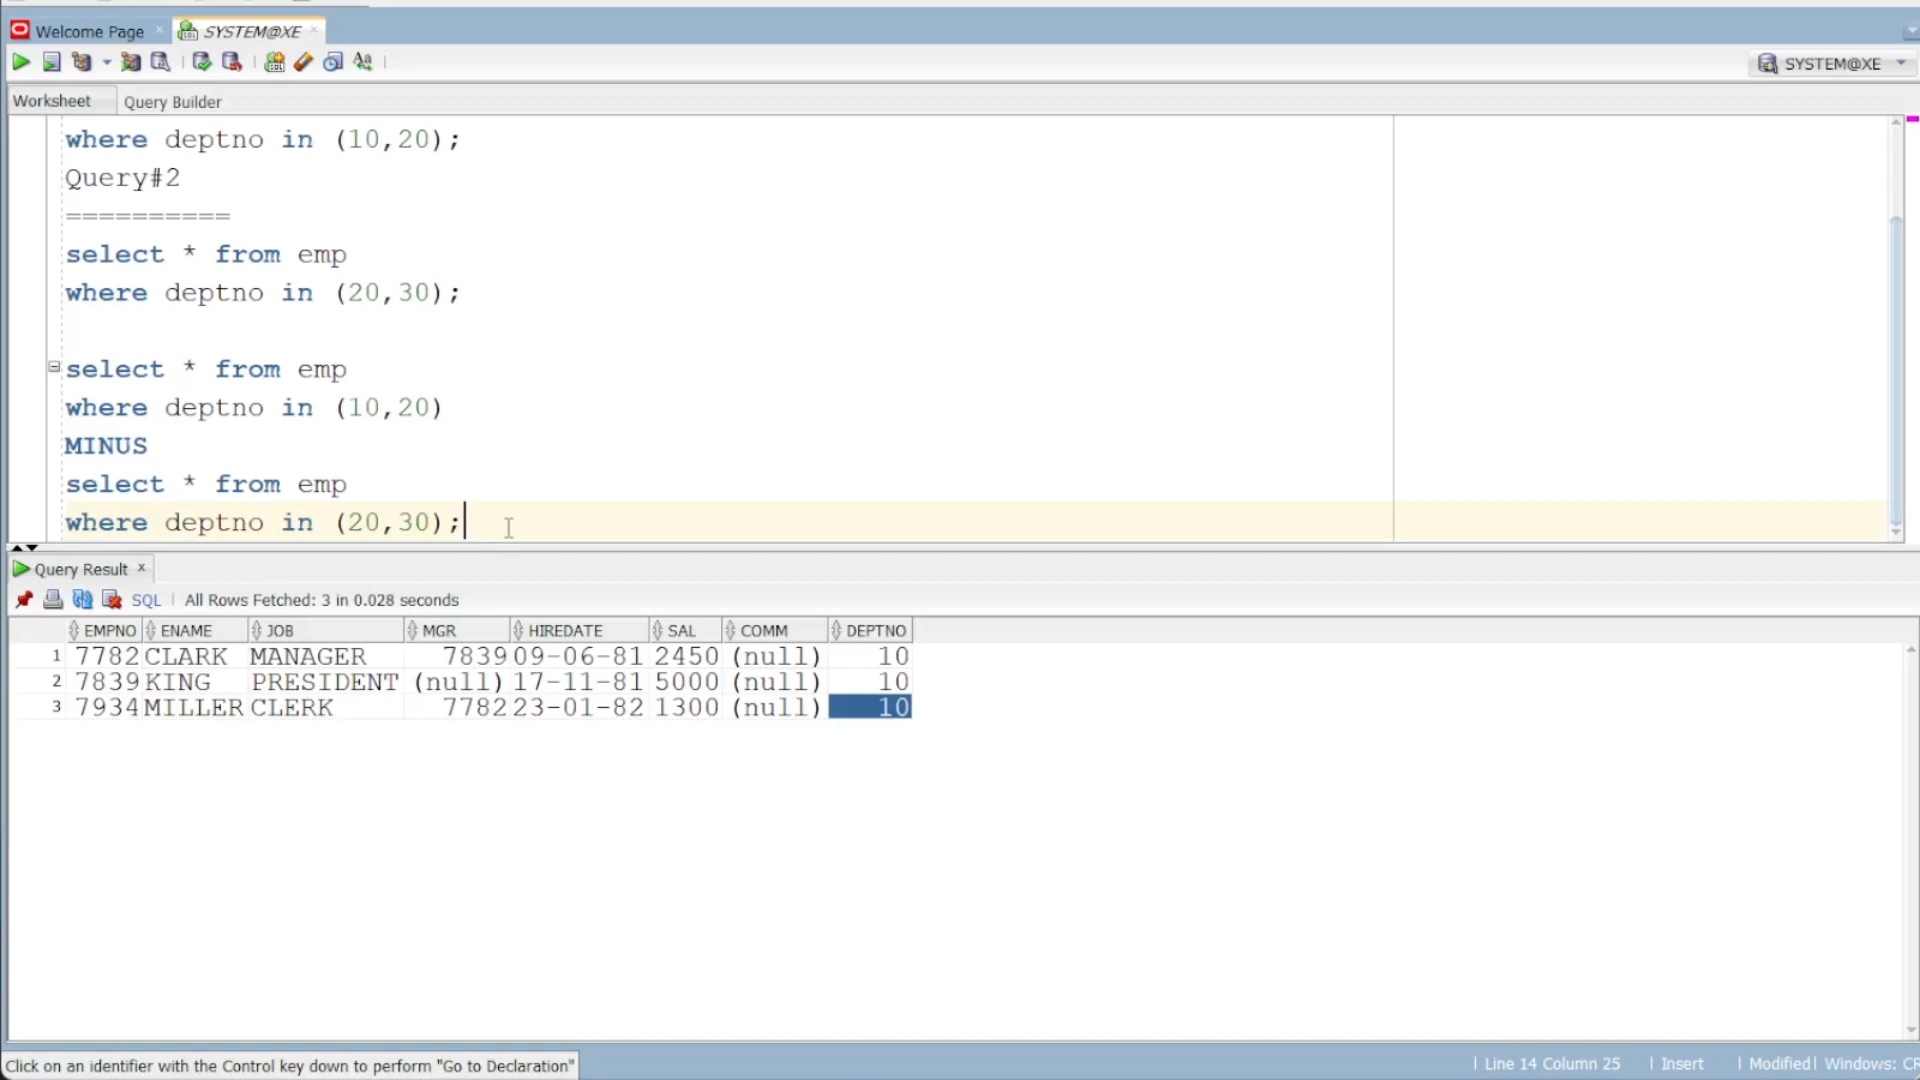 Welcome Page
SYSTEM@XE
SYSTEM@XE
Worksheet
Query Builder
where deptno in (10,20);
Query#2
==========
select * from emp
where deptno in (20,30);
select * from emp
where deptno in (10,20)
MINUS
select * from emp
where deptno in (20,30);
Query Result
SQL
All Rows Fetched: 3 in 0.028 seconds
EMPNO ENAME JOB MGR HIREDATE SAL COMM DEPTNO
1 7782 CLARK MANAGER 7839 09-06-81 2450 (null) 10
2 7839 KING PRESIDENT (null) 17-11-81 5000 (null) 10
3 7934 MILLER CLERK 7782 23-01-82 1300 (null) 10
Click on an identifier with the Control key down to perform "Go to Declaration"
Line 14 Column 25
Insert
Modified
Windows: CR